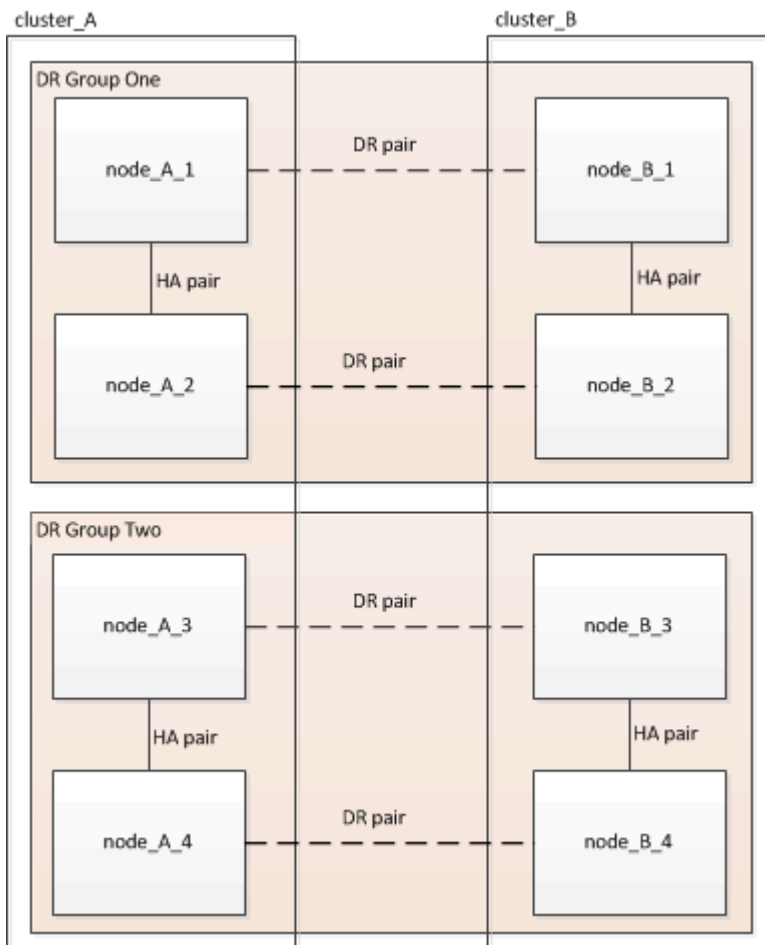 cluster_A
cluster_B
DR Group One
node_A_1
DR pair
node_B_1
HA pair
HA pair
node_A_2
DR pair
node_B_2
DR Group Two
node_A_3
DR pair
node_B_3
HA pair
HA pair
node_A_4
DR pair
node_B_4